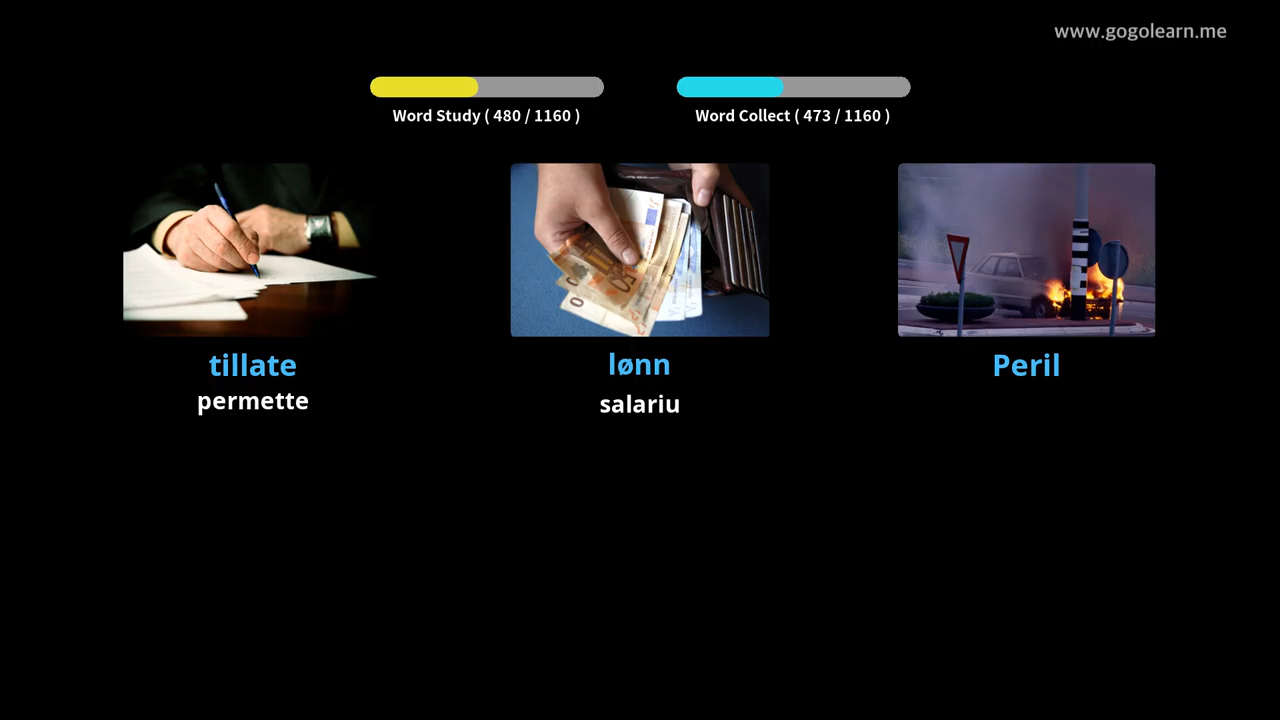 www.gogolearn.me
Word Study ( 480 / 1160 )
Word Collect ( 473 / 1160 )
tillate
permette
lønn
salariu
Peril